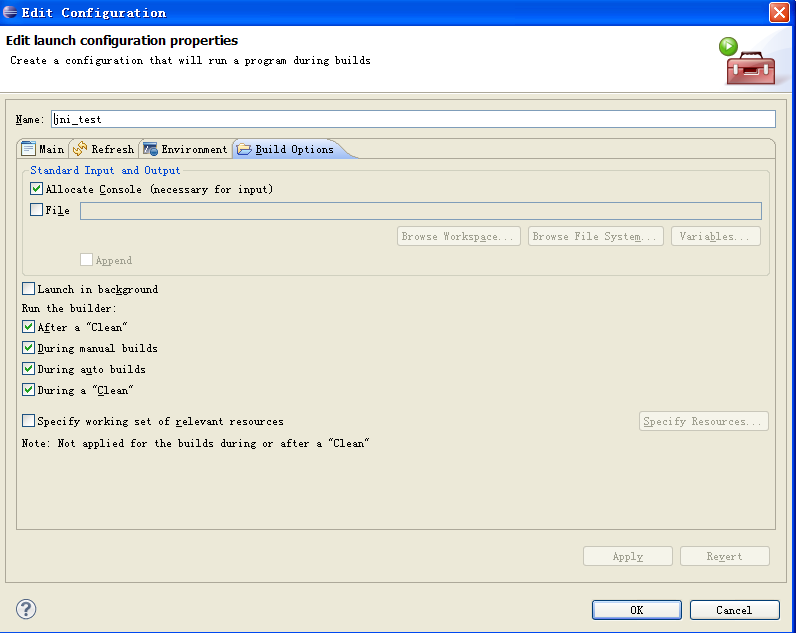 Edit Configuration
Edit launch configuration properties
Create a configuration that will run a program during builds
Name: jni_test
Main Refresh Environment Build Options
Standard Input and Output
Allocate Console (necessary for input)
File
Browse Workspace... Browse File System... Variables...
Append
Launch in background
Run the builder:
After a "Clean"
During manual builds
During auto builds
During a "Clean"
Specify working set of relevant resources Specify Resources...
Note: Not applied for the builds during or after a "Clean"
Apply Revert
? OK Cancel